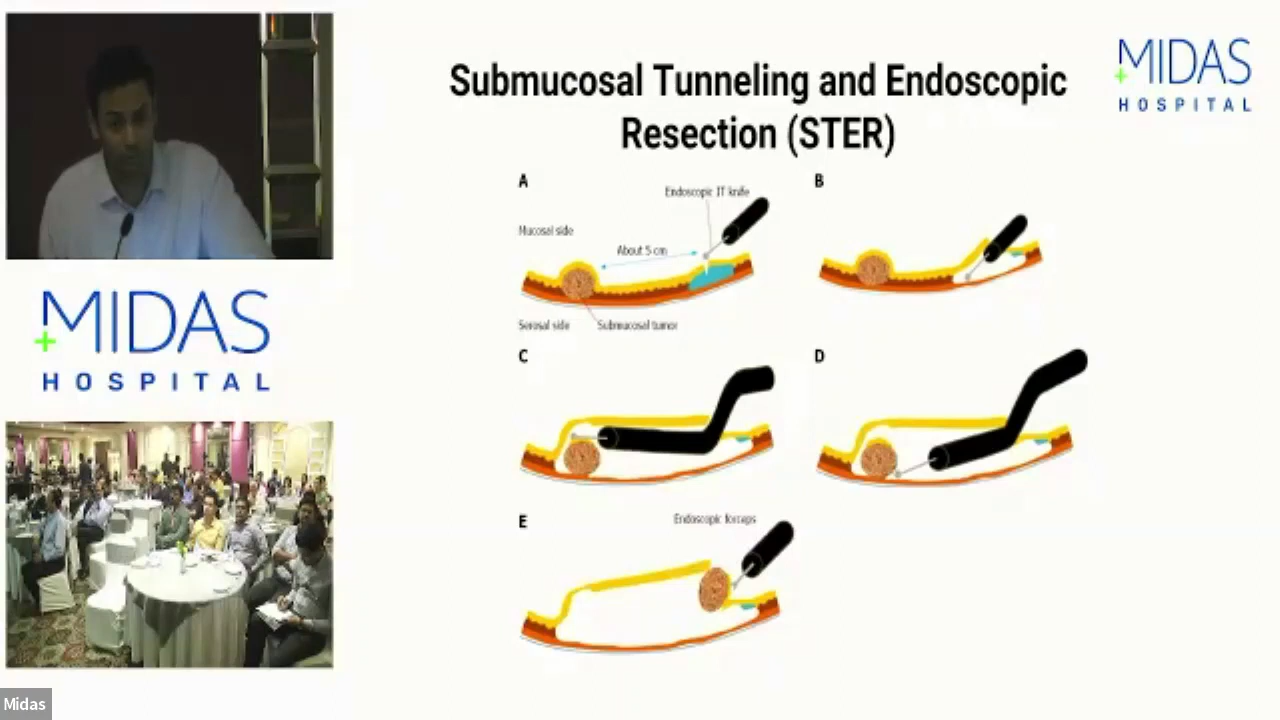 Submucosal Tunneling and Endoscopic
Resection (STER)
MIDAS
HOSPITAL
MIDAS
HOSPITAL
A
Endoscopic IT knife
Mucosal side
About 5 cm
Serosal side
Submucosal tumor
B
C
D
E
Endoscopic forceps
Midas